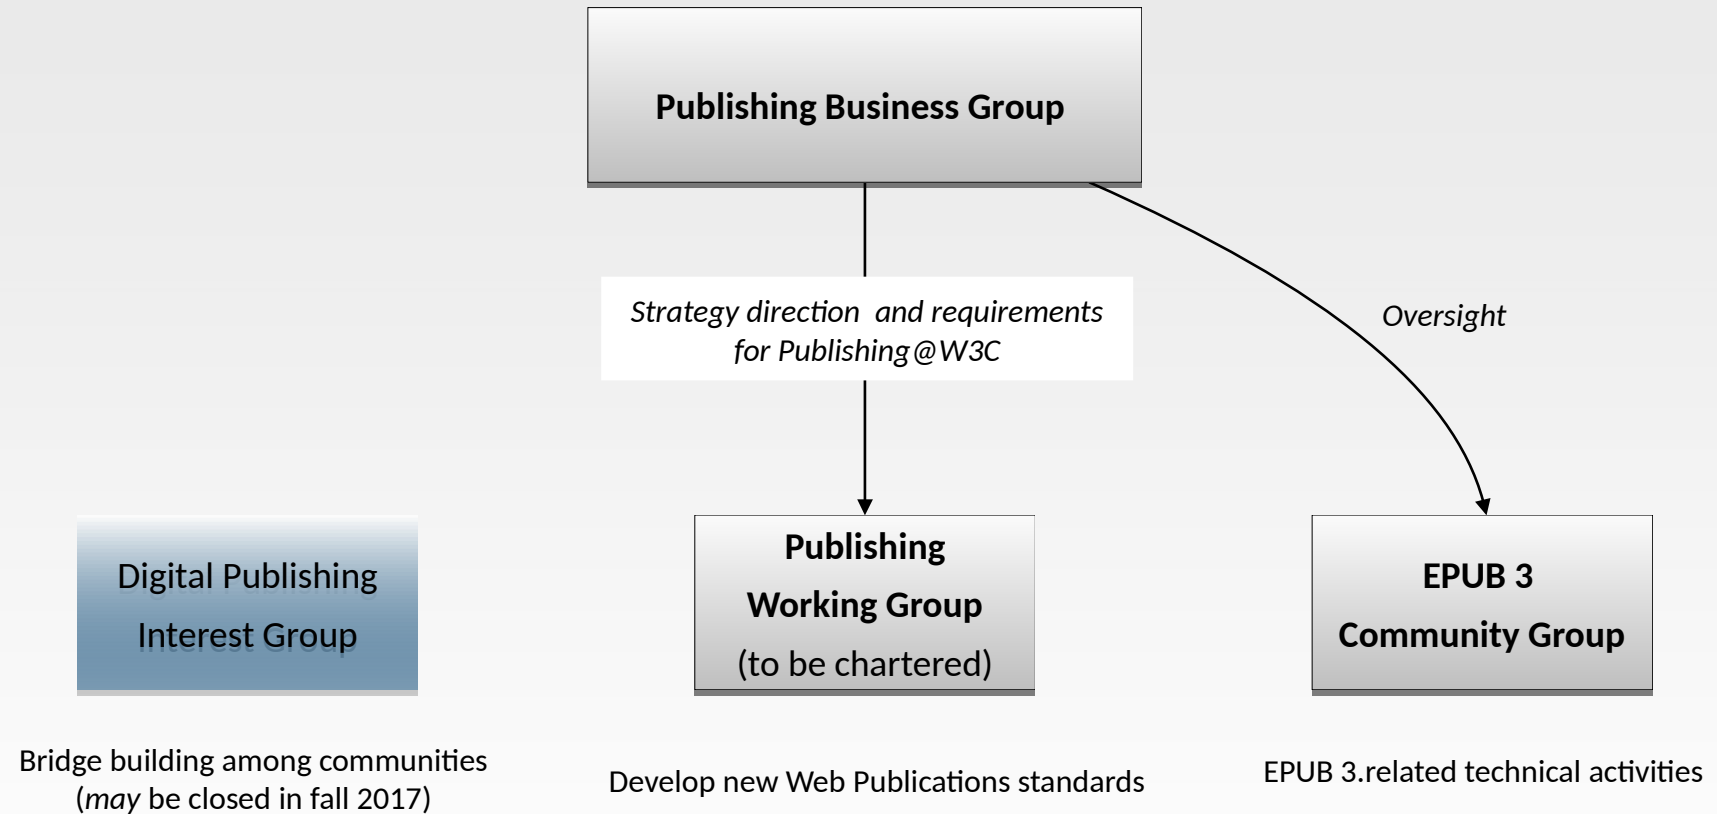 Publishing Business Group
Strategy direction  and requirements
for Publishing@W3C
Oversight
Digital Publishing
Interest Group
Publishing
Working Group
(to be chartered)
EPUB 3
Community Group
Bridge building among communities
(may be closed in fall 2017)
Develop new Web Publications standards
EPUB 3.related technical activities